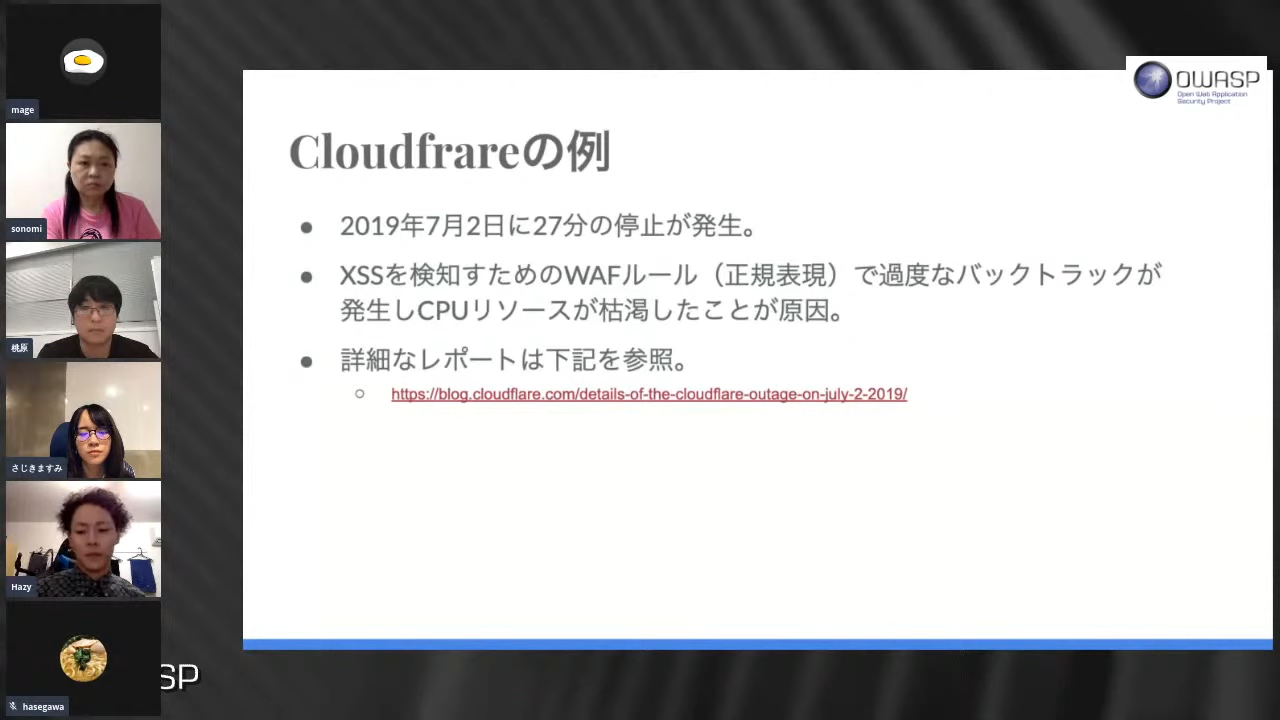 mage
sonomi
桃原
さじきますみ
Hazy
hasegawa
SP
OWASP
Open Web Application
Security Project
Cloudfrareの例
● 2019年7月2日に27分の停止が発生。
● XSSを検知すためのWAFルール（正規表現）で過度なバックトラックが
発生しCPUリソースが枯渇したことが原因。
● 詳細なレポートは下記を参照。
○ https://blog.cloudflare.com/details-of-the-cloudflare-outage-on-july-2-2019/